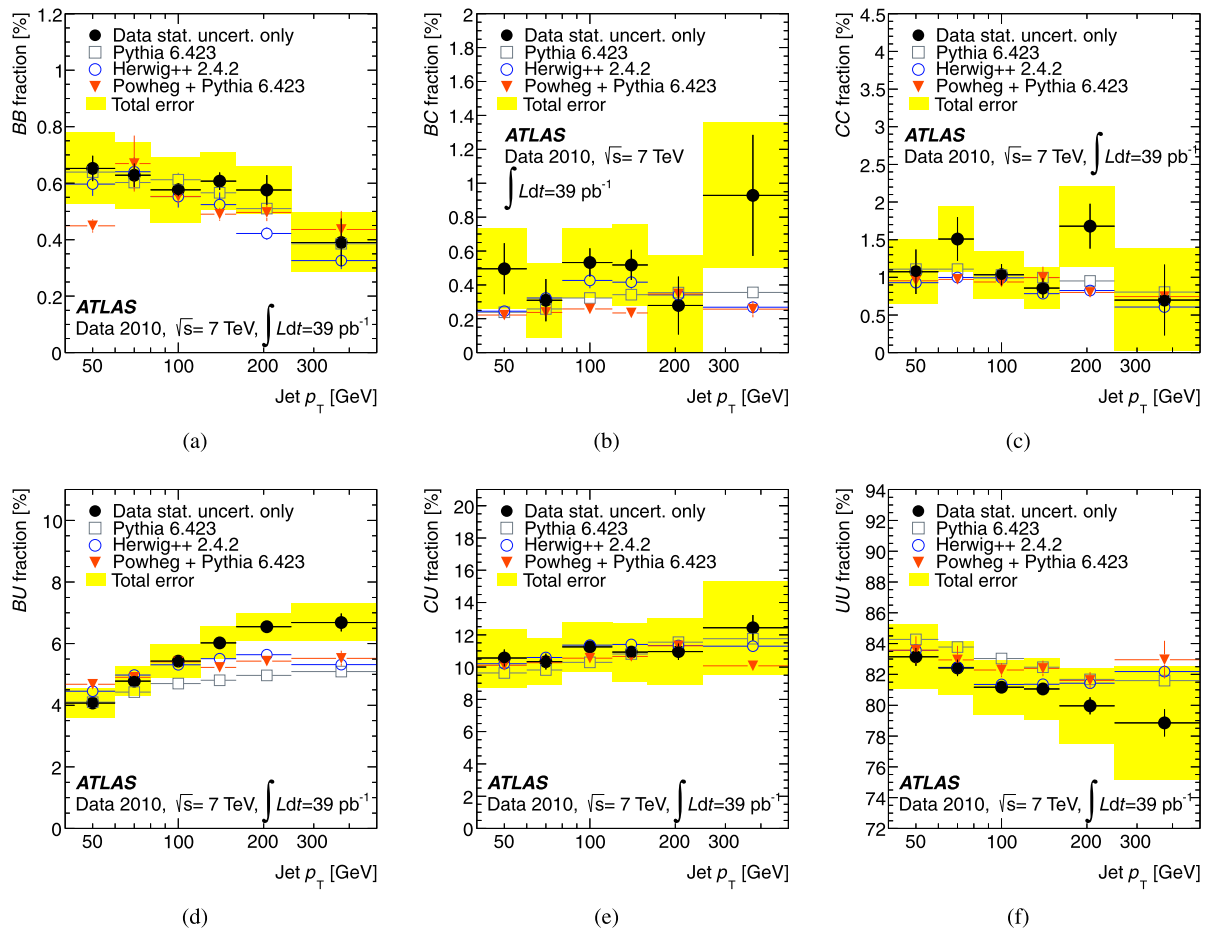 BB fraction [%]
1.2
1
0.8
0.6
0.4
0.2
0
Data stat. uncert. only
Pythia 6.423
Herwig++ 2.4.2
Powheg + Pythia 6.423
Total error
ATLAS
Data 2010, √s= 7 TeV, ∫Ldt=39 pb⁻¹
50 100 200 300
Jet p_T [GeV]
(a)
BC fraction [%]
2
1.8
1.6
1.4
1.2
1
0.8
0.6
0.4
0.2
0
Data stat. uncert. only
Pythia 6.423
Herwig++ 2.4.2
Powheg + Pythia 6.423
Total error
ATLAS
Data 2010, √s= 7 TeV
∫Ldt=39 pb⁻¹
50 100 200 300
Jet p_T [GeV]
(b)
CC fraction [%]
4.5
4
3.5
3
2.5
2
1.5
1
0.5
0
Data stat. uncert. only
Pythia 6.423
Herwig++ 2.4.2
Powheg + Pythia 6.423
Total error
ATLAS
Data 2010, √s= 7 TeV, ∫Ldt=39 pb⁻¹
50 100 200 300
Jet p_T [GeV]
(c)
BU fraction [%]
10
8
6
4
2
0
Data stat. uncert. only
Pythia 6.423
Herwig++ 2.4.2
Powheg + Pythia 6.423
Total error
ATLAS
Data 2010, √s= 7 TeV, ∫Ldt=39 pb⁻¹
50 100 200 300
Jet p_T [GeV]
(d)
CU fraction [%]
20
18
16
14
12
10
8
6
4
2
0
Data stat. uncert. only
Pythia 6.423
Herwig++ 2.4.2
Powheg + Pythia 6.423
Total error
ATLAS
Data 2010, √s= 7 TeV, ∫Ldt=39 pb⁻¹
50 100 200 300
Jet p_T [GeV]
(e)
UU fraction [%]
94
92
90
88
86
84
82
80
78
76
74
72
Data stat. uncert. only
Pythia 6.423
Herwig++ 2.4.2
Powheg + Pythia 6.423
Total error
ATLAS
Data 2010, √s= 7 TeV, ∫Ldt=39 pb⁻¹
50 100 200 300
Jet p_T [GeV]
(f)